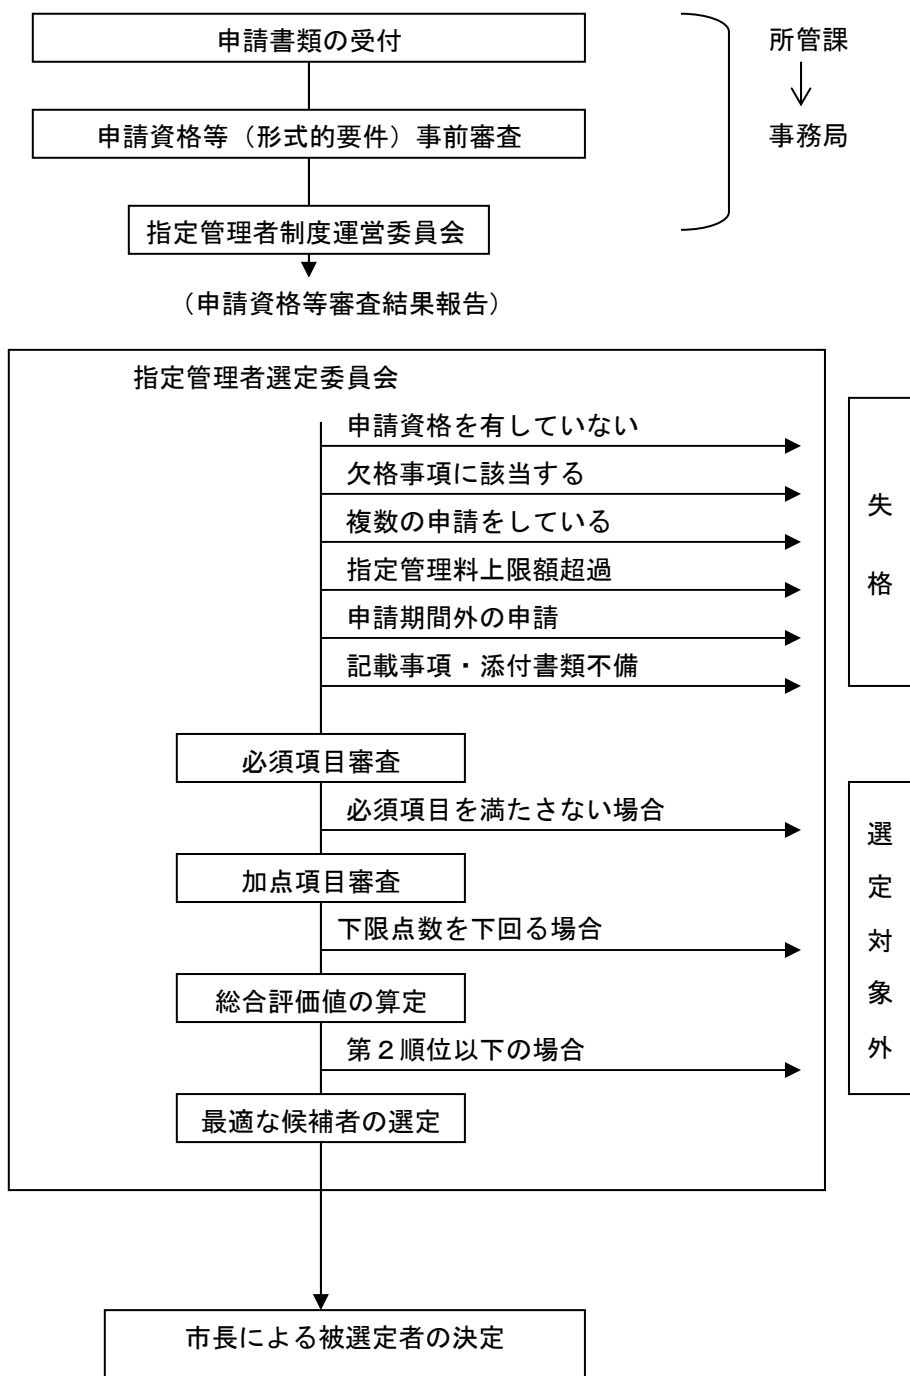 申請書類の受付
所管課
申請資格等（形式的要件）事前審査
事務局
指定管理者制度運営委員会
（申請資格等審査結果報告）
指定管理者選定委員会
申請資格を有していない
欠格事項に該当する
複数の申請をしている
指定管理料上限額超過
申請期間外の申請
記載事項・添付書類不備
失格
必須項目審査
必須項目を満たさない場合
加点項目審査
下限点数を下回る場合
総合評価値の算定
第２順位以下の場合
最適な候補者の選定
選定対象外
市長による被選定者の決定